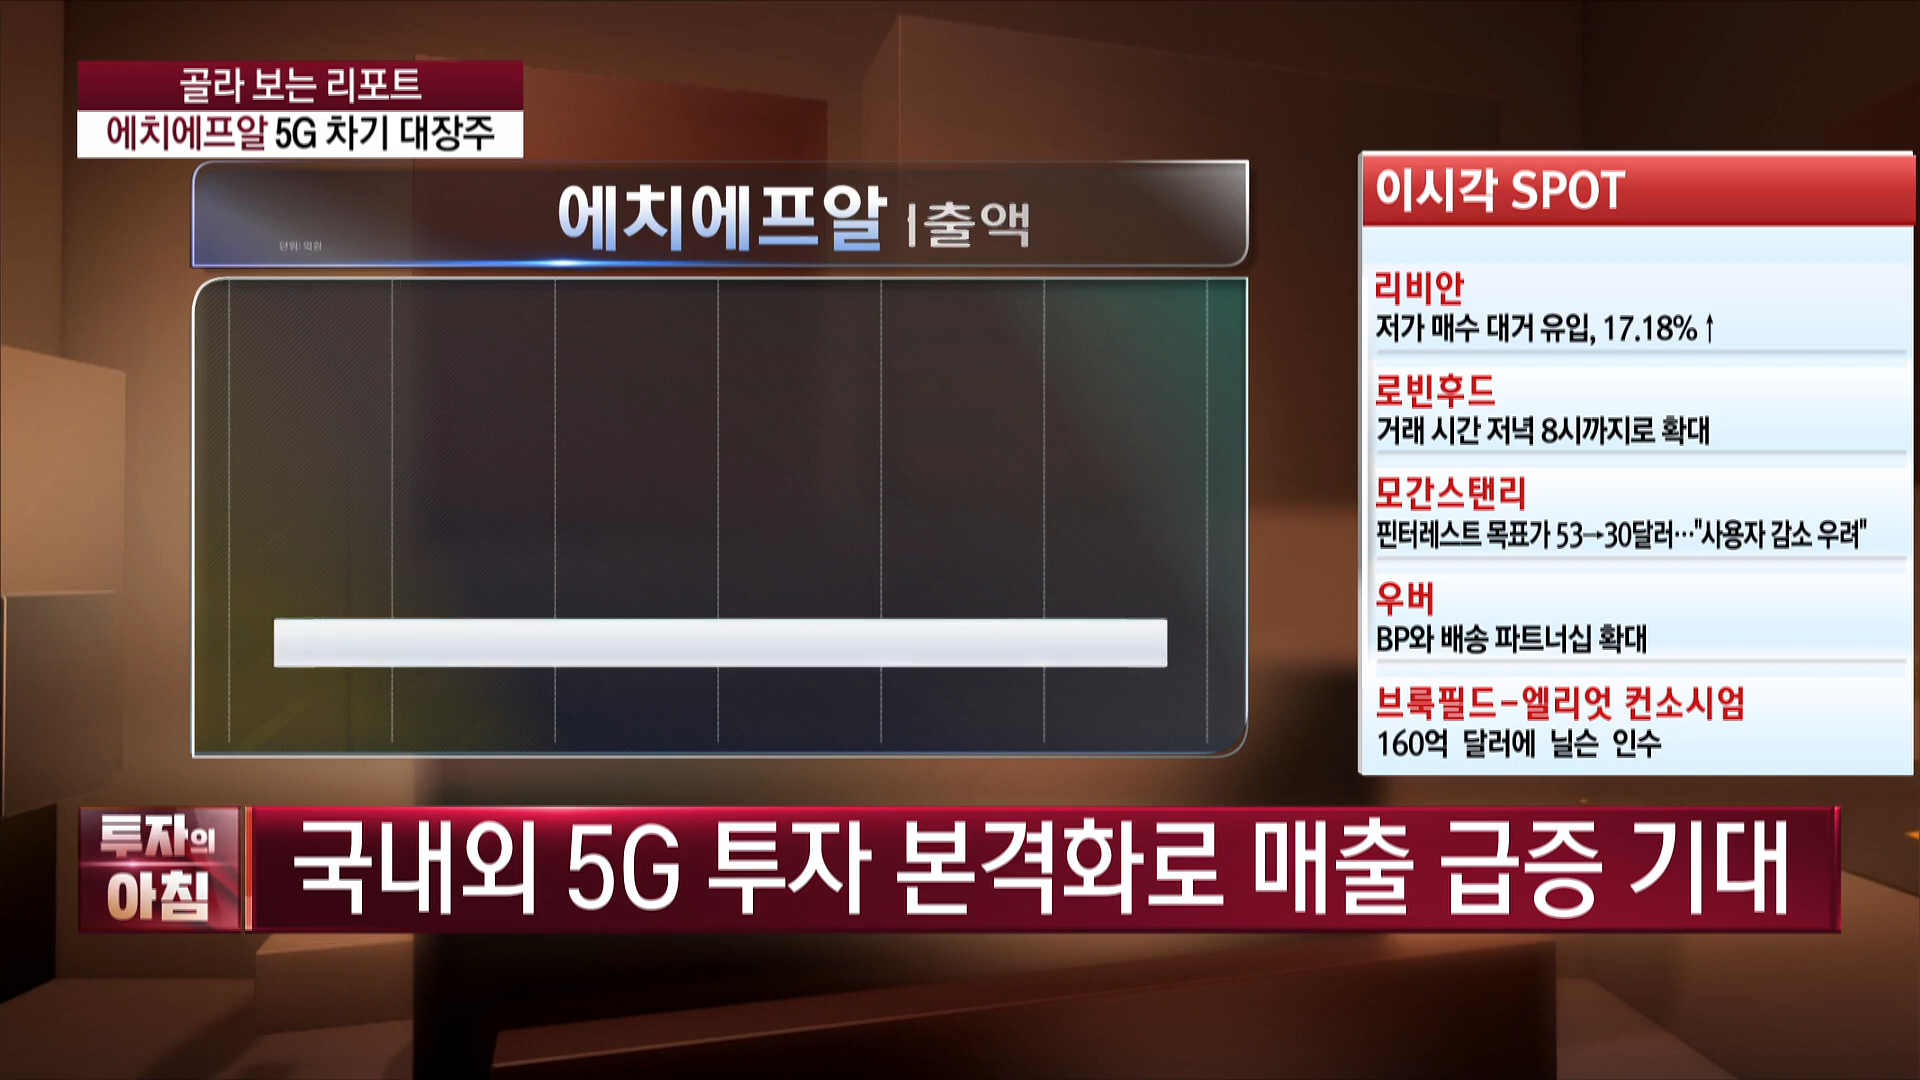 골라 보는 리포트
에치에프알 5G 차기 대장주
에치에프알 출액
단위: 억원
이시각 SPOT
리비안
저가 매수 대거 유입, 17.18%↑
로빈후드
거래 시간 저녁 8시까지로 확대
모간스탠리
핀터레스트 목표가 53→30달러…"사용자 감소 우려"
우버
BP와 배송 파트너십 확대
브룩필드-엘리엇 컨소시엄
160억 달러에 닐슨 인수
투자의
아침
국내외 5G 투자 본격화로 매출 급증 기대